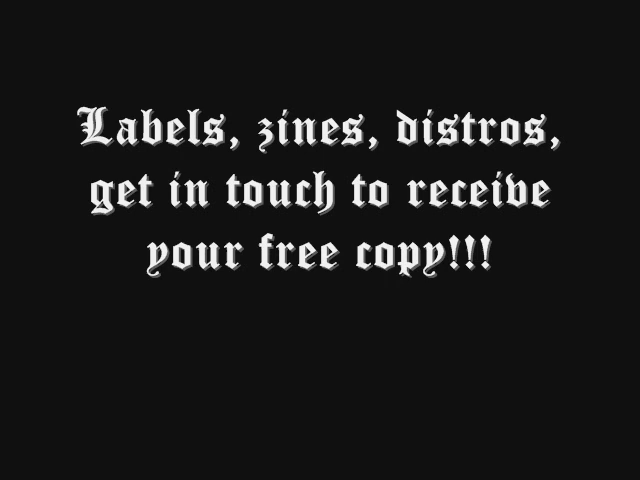 Labels, zines, distros,
get in touch to receive
your free copy!!!